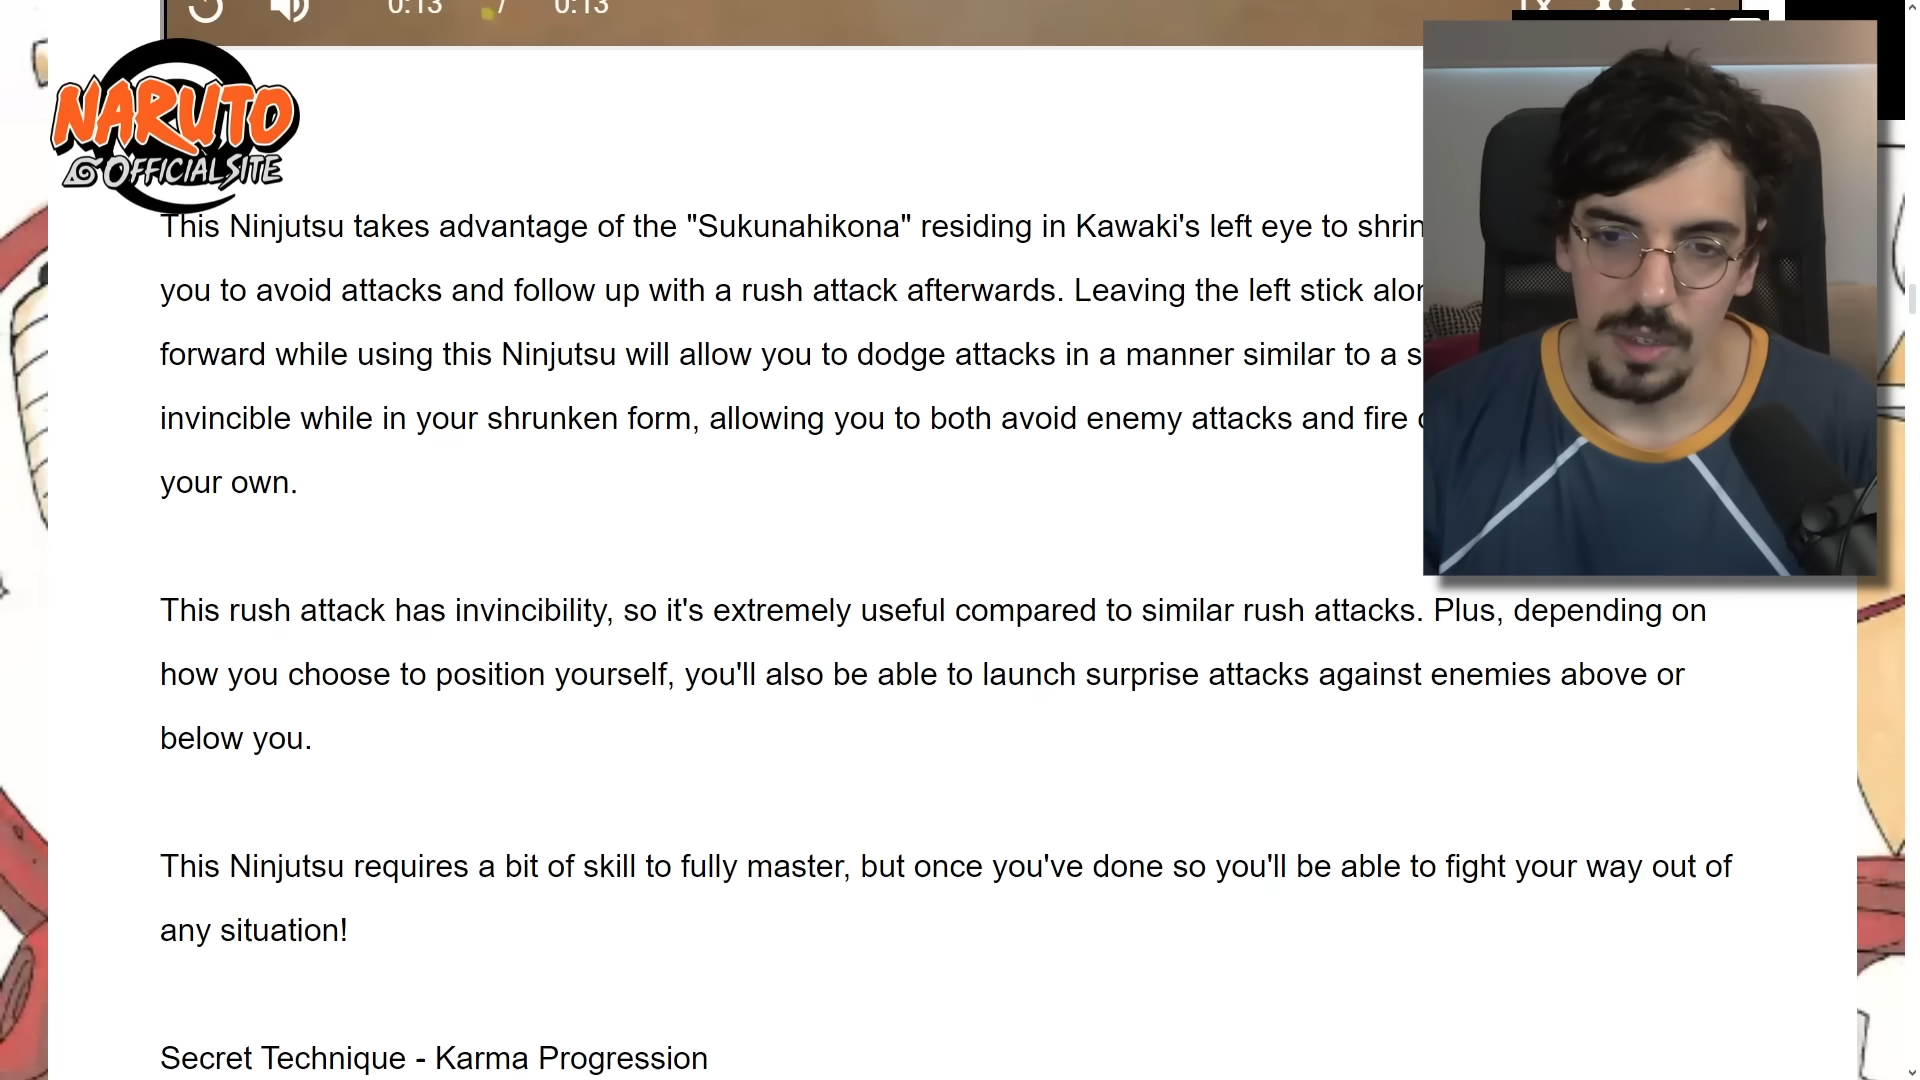 0:13 / 0:13
NARUTO
OFFICIAL SITE
This Ninjutsu takes advantage of the "Sukunahikona" residing in Kawaki's left eye to
you to avoid attacks and follow up with a rush attack afterwards. Leaving the left stick
forward while using this Ninjutsu will allow you to dodge attacks in a manner similar to a
invincible while in your shrunken form, allowing you to both avoid enemy attacks and fire
your own.
This rush attack has invincibility, so it's extremely useful compared to similar rush attacks. Plus, depending on
how you choose to position yourself, you'll also be able to launch surprise attacks against enemies above or
below you.
This Ninjutsu requires a bit of skill to fully master, but once you've done so you'll be able to fight your way out of
any situation!
Secret Technique - Karma Progression